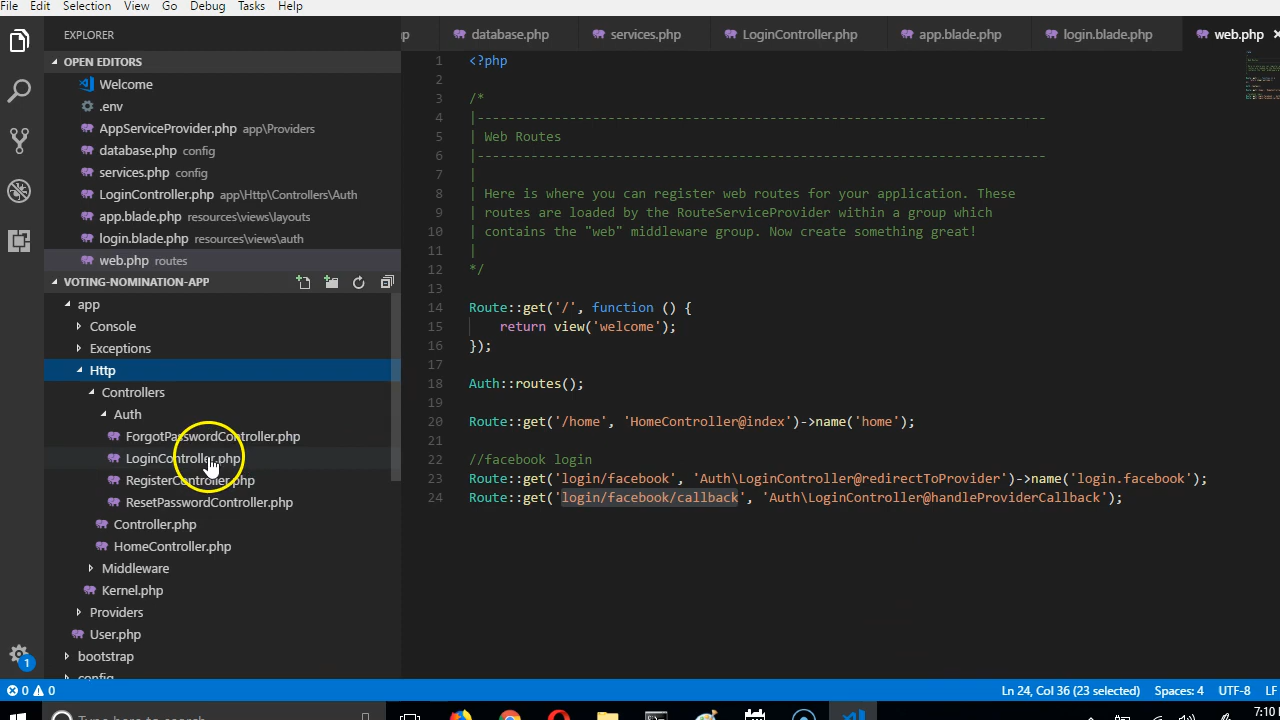 File Edit Selection View Go Debug Tasks Help
EXPLORER
OPEN EDITORS
Welcome
.env
AppServiceProvider.php app\Providers
database.php config
services.php config
LoginController.php app\Http\Controllers\Auth
app.blade.php resources\views\layouts
login.blade.php resources\views\auth
web.php routes
VOTING-NOMINATION-APP
app
Console
Exceptions
Http
Controllers
Auth
ForgotPasswordController.php
LoginController.php
RegisterController.php
ResetPasswordController.php
Controller.php
HomeController.php
Middleware
Kernel.php
Providers
User.php
bootstrap
config
p database.php services.php LoginController.php app.blade.php login.blade.php web.php
1 <?php
2
3 /*
4 |--------------------------------------------------------------------------
5 | Web Routes
6 |--------------------------------------------------------------------------
7 |
8 | Here is where you can register web routes for your application. These
9 | routes are loaded by the RouteServiceProvider within a group which
10 | contains the "web" middleware group. Now create something great!
11 |
12 */
13
14 Route::get('/', function () {
15     return view('welcome');
16 });
17
18 Auth::routes();
19
20 Route::get('/home', 'HomeController@index')->name('home');
21
22 //facebook login
23 Route::get('login/facebook', 'Auth\LoginController@redirectToProvider')->name('login.facebook');
24 Route::get('login/facebook/callback', 'Auth\LoginController@handleProviderCallback');
1
0 0 Ln 24, Col 36 (23 selected) Spaces: 4 UTF-8 LF
Type here to search 7:10